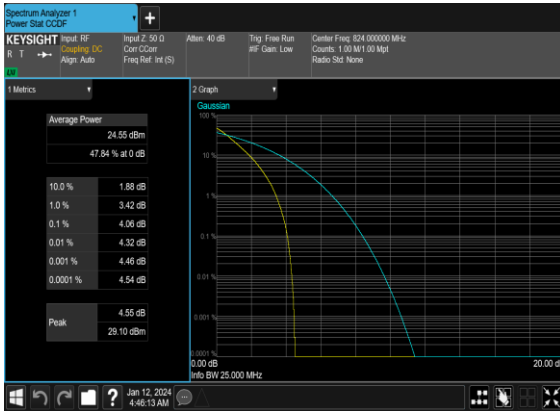 Spectrum Analyzer 1
Power Stat CCDF
KEYSIGHT
R T
LXI
Input: RF
Coupling: DC
Align: Auto
Input Z: 50 Ω
Corr CCorr
Freq Ref: Int (S)
Atten: 40 dB
Trig: Free Run
#IF Gain: Low
Center Freq: 824.000000 MHz
Counts: 1.00 M/1.00 Mpt
Radio Std: None
1 Metrics
Average Power
24.55 dBm
47.84 % at 0 dB
10.0 % 1.88 dB
1.0 % 3.42 dB
0.1 % 4.06 dB
0.01 % 4.32 dB
0.001 % 4.46 dB
0.0001 % 4.54 dB
Peak
4.55 dB
29.10 dBm
2 Graph
Gaussian
100 %
10 %
1 %
0.1 %
0.01 %
0.001 %
0.0001 %
0.00 dB
20.00 d
Info BW 25.000 MHz
?
Jan 12, 2024
4:46:13 AM